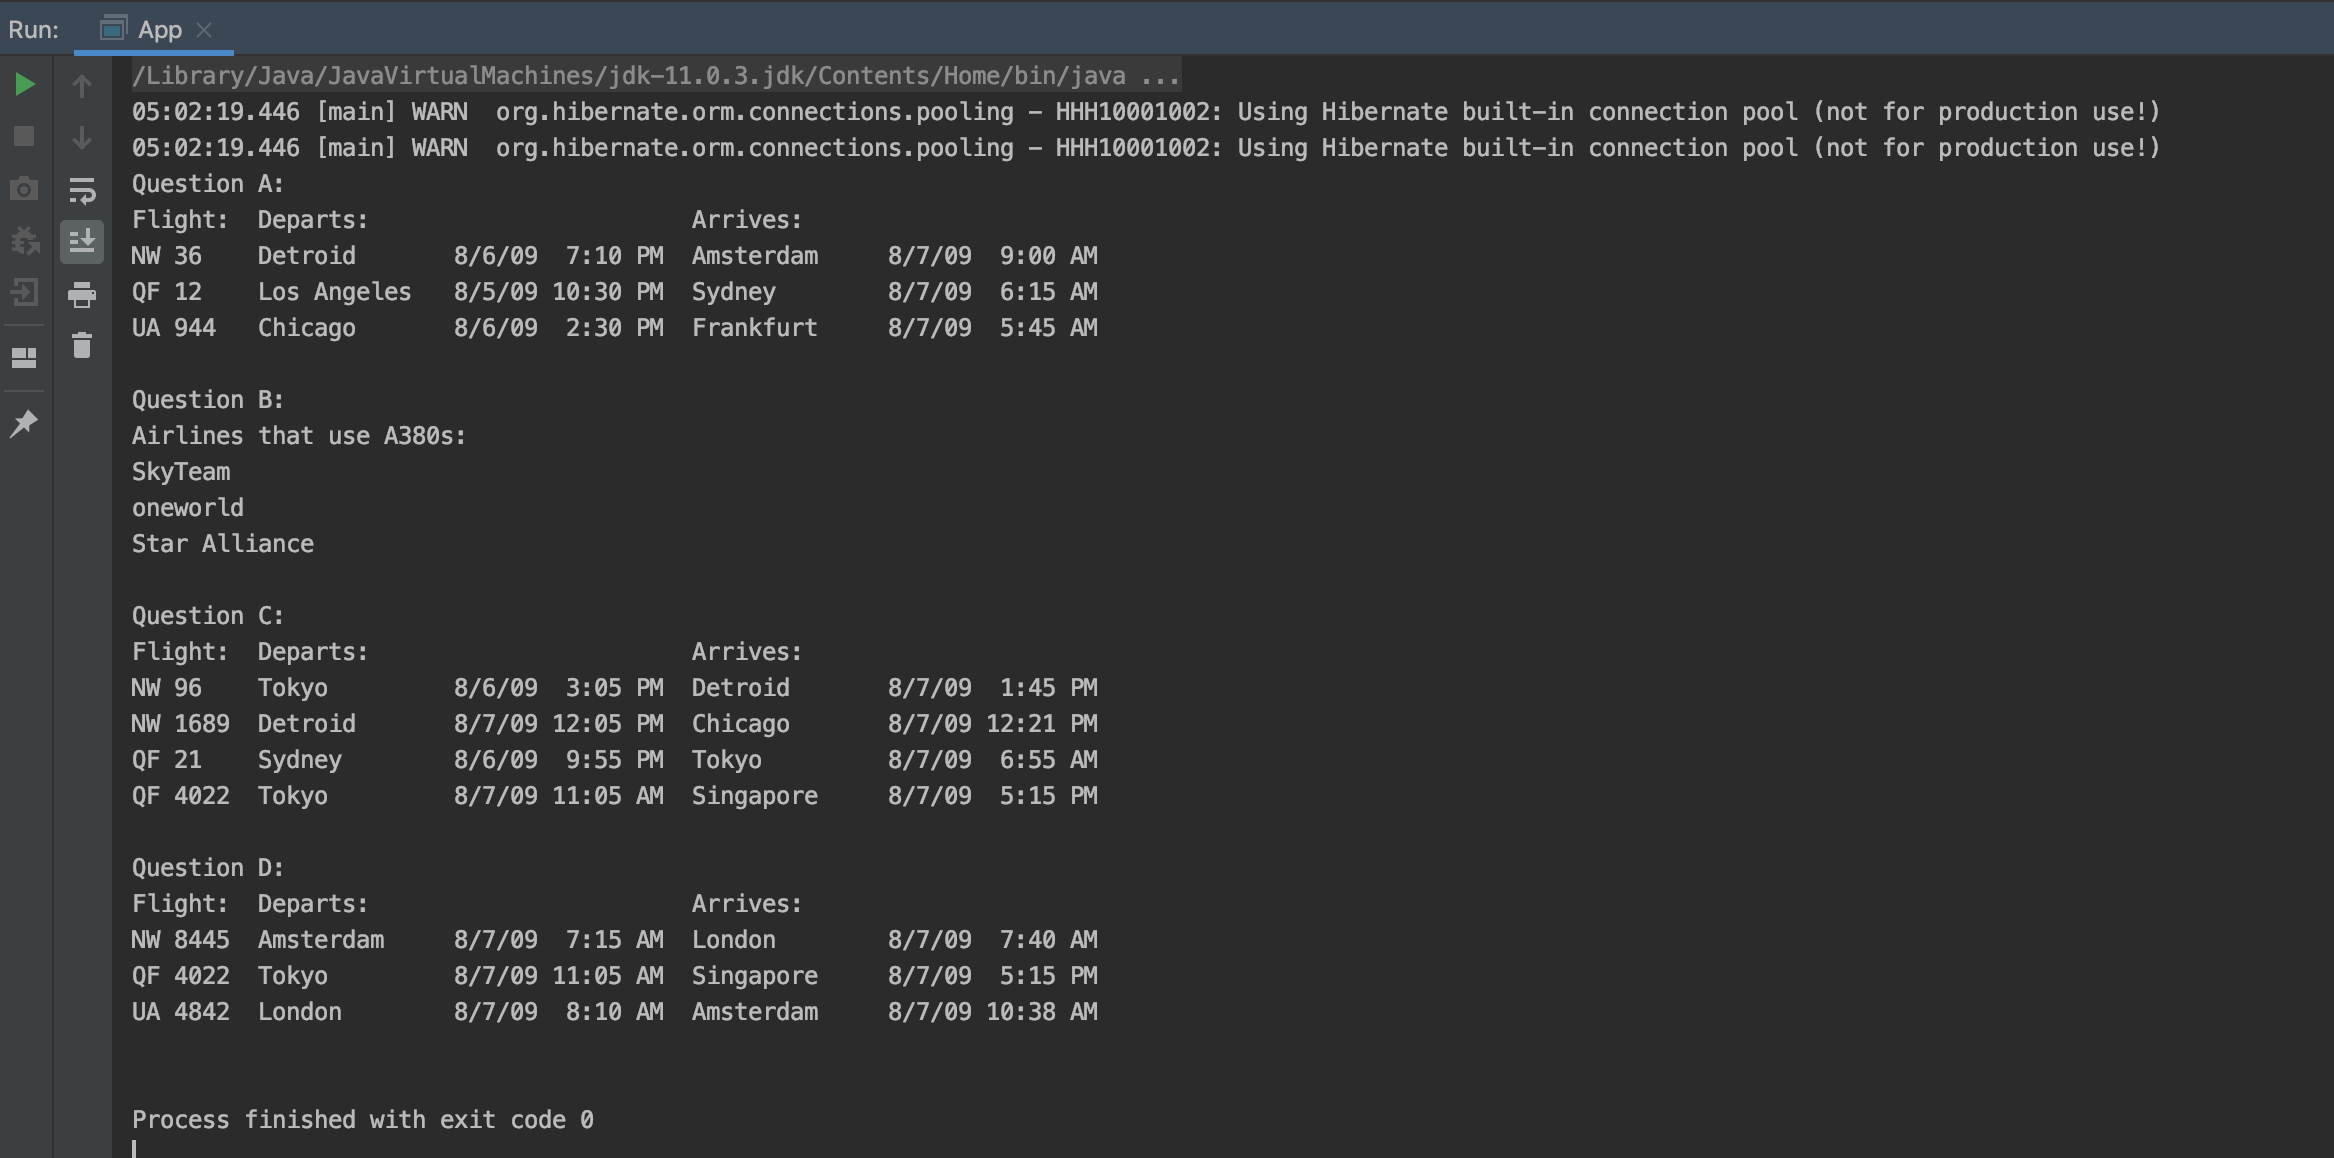 Run: App
/Library/Java/JavaVirtualMachines/jdk-11.0.3.jdk/Contents/Home/bin/java ...
05:02:19.446 [main] WARN  org.hibernate.orm.connections.pooling - HHH10001002: Using Hibernate built-in connection pool (not for production use!)
05:02:19.446 [main] WARN  org.hibernate.orm.connections.pooling - HHH10001002: Using Hibernate built-in connection pool (not for production use!)
Question A:
Flight:  Departs:                       Arrives:
NW 36    Detroid       8/6/09  7:10 PM  Amsterdam     8/7/09  9:00 AM
QF 12    Los Angeles   8/5/09 10:30 PM  Sydney        8/7/09  6:15 AM
UA 944   Chicago       8/6/09  2:30 PM  Frankfurt     8/7/09  5:45 AM
Question B:
Airlines that use A380s:
SkyTeam
oneworld
Star Alliance
Question C:
Flight:  Departs:                       Arrives:
NW 96    Tokyo         8/6/09  3:05 PM  Detroid       8/7/09  1:45 PM
NW 1689  Detroid       8/7/09 12:05 PM  Chicago       8/7/09 12:21 PM
QF 21    Sydney        8/6/09  9:55 PM  Tokyo         8/7/09  6:55 AM
QF 4022  Tokyo         8/7/09 11:05 AM  Singapore     8/7/09  5:15 PM
Question D:
Flight:  Departs:                       Arrives:
NW 8445  Amsterdam     8/7/09  7:15 AM  London        8/7/09  7:40 AM
QF 4022  Tokyo         8/7/09 11:05 AM  Singapore     8/7/09  5:15 PM
UA 4842  London        8/7/09  8:10 AM  Amsterdam     8/7/09 10:38 AM
Process finished with exit code 0